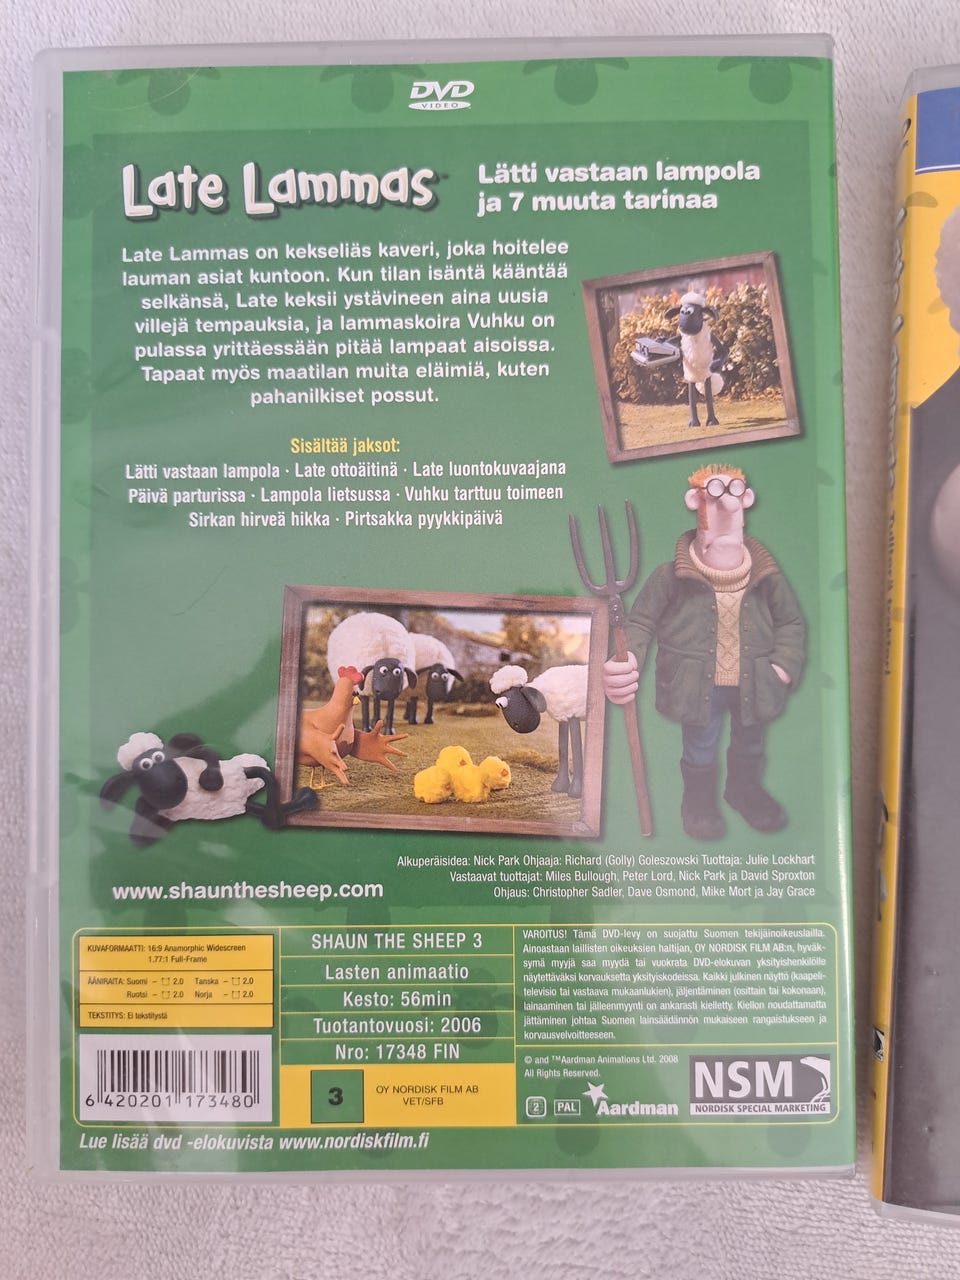 DVD
VIDEO
Late Lammas™
Lätti vastaan lampola
ja 7 muuta tarinaa
Late Lammas on kekseliäs kaveri, joka hoitelee
lauman asiat kuntoon. Kun tilan isäntä kääntää
selkänsä, Late keksii ystävineen aina uusia
villejä tempauksia, ja lammaskoira Vuhku on
pulassa yrittäessään pitää lampaat aisoissa.
Tapaat myös maatilan muita eläimiä, kuten
pahanilkiset possut.
Sisältää jaksot:
Lätti vastaan lampola · Late ottoäitinä · Late luontokuvaajana
Päivä parturissa · Lampola lietsussa · Vuhku tarttuu toimeen
Sirkan hirveä hikka · Pirtsakka pyykkipäivä
Alkuperäisidea: Nick Park Ohjaaja: Richard (Golly) Goleszowski Tuottaja: Julie Lockhart
Vastaavat tuottajat: Miles Bullough, Peter Lord, Nick Park ja David Sproxton
Ohjaus: Christopher Sadler, Dave Osmond, Mike Mort ja Jay Grace
www.shaunthesheep.com
KUVAFORMAATTI: 16:9 Anamorphic Widescreen
1.77:1 Full-Frame
ÄÄNIRAITA: Suomi – 2.0 Tanska – 2.0
Ruotsi – 2.0 Norja – 2.0
TEKSTITYS: Ei tekstitystä
6 420201 173480
SHAUN THE SHEEP 3
Lasten animaatio
Kesto: 56min
Tuotantovuosi: 2006
Nro: 17348 FIN
3
OY NORDISK FILM AB
VET/SFB
VAROITUS! Tämä DVD-levy on suojattu Suomen tekijäinoikeuslailla.
Ainoastaan laillisten oikeuksien haltijan, OY NORDISK FILM AB:n, hyväk-
symä myyjä saa myydä tai vuokrata DVD-elokuvan yksityishenkilölle
näytettäväksi korvauksetta yksityiskodeissa. Kaikki julkinen näyttö (kaapeli-
televisio tai vastaava mukaanlukien), jäljentäminen (osittain tai kokonaan),
lainaaminen tai jälleenmyynti on ankarasti kielletty. Kiellon noudattamatta
jättäminen johtaa Suomen lainsäädännön mukaiseen rangaistukseen ja
korvausvelvoitteeseen.
© and ™Aardman Animations Ltd. 2008
All Rights Reserved.
2 PAL Aardman
NSM
NORDISK SPECIAL MARKETING
Lue lisää dvd -elokuvista www.nordiskfilm.fi